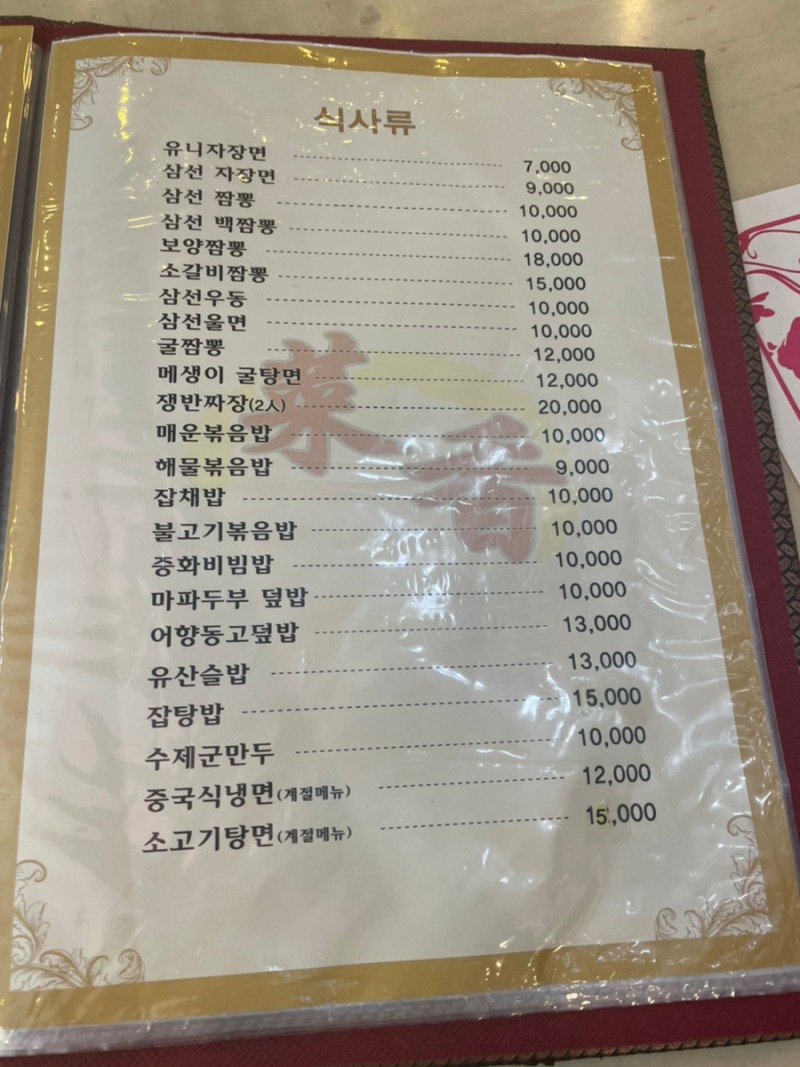 식사류
유니자장면 7,000
삼선 자장면 9,000
삼선 짬뽕 10,000
삼선 백짬뽕 10,000
보양짬뽕 18,000
소갈비짬뽕 15,000
삼선우동 10,000
삼선울면 10,000
굴짬뽕 12,000
메생이 굴탕면 12,000
쟁반짜장(2人) 20,000
매운볶음밥 10,000
해물볶음밥 9,000
잡채밥 10,000
불고기볶음밥 10,000
중화비빔밥 10,000
마파두부 덮밥 10,000
어향동고덮밥 13,000
유산슬밥 13,000
잡탕밥 15,000
수제군만두 10,000
중국식냉면(계절메뉴) 12,000
소고기탕면(계절메뉴) 15,000
菜香